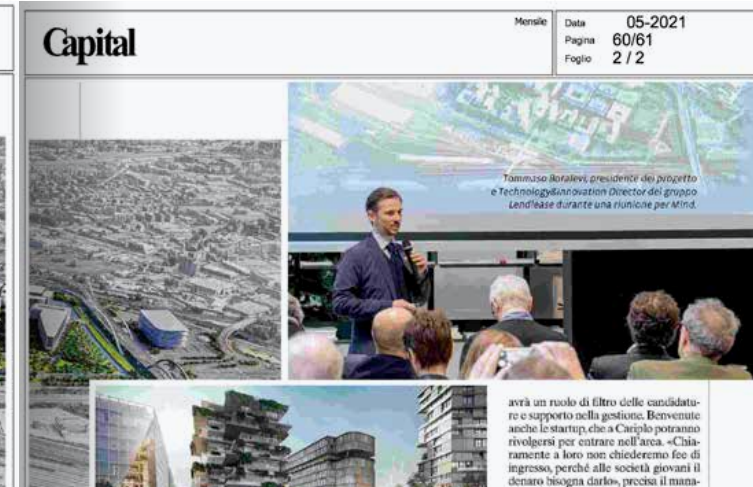 Capital
Mensile
Data 05-2021
Pagina 60/61
Foglio 2 / 2
Tommaso Boralevi, presidente del progetto
e Technology&Innovation Director del gruppo
Lendlease durante una riunione per Mind.
avrà un ruolo di filtro delle candidatu-
re e supporto nella gestione. Benvenute
anche le startup, che a Cariplo potranno
rivolgersi per entrare nell'area. «Chia-
ramente a loro non chiederemo fee di
ingresso, perché alle società giovani il
denaro bisogna darlo», precisa il mana-